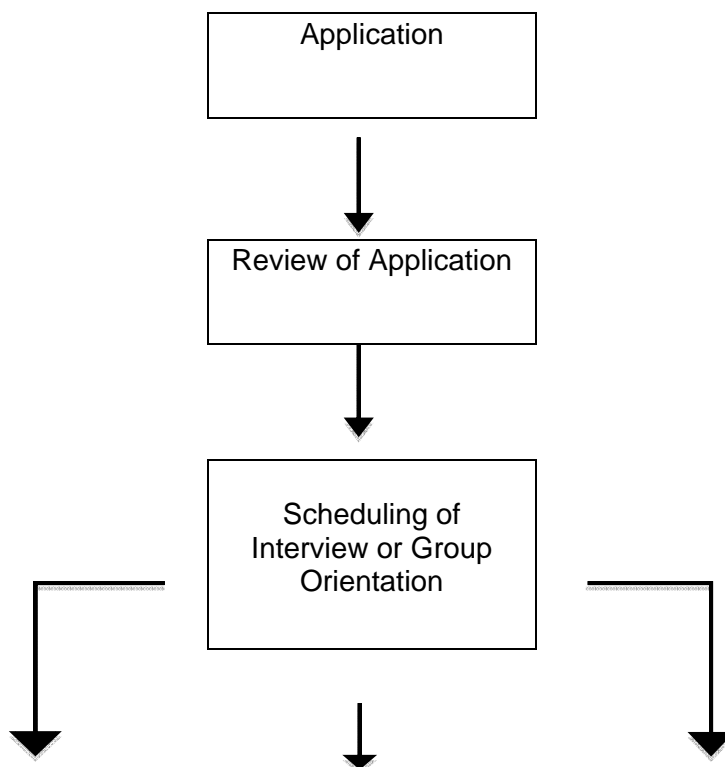 Application
Review of Application
Scheduling of
Interview or Group
Orientation